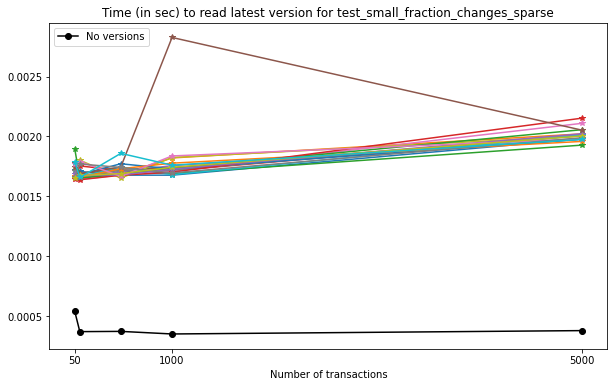 Time (in sec) to read latest version for test_small_fraction_changes_sparse
No versions
0.0025
0.0020
0.0015
0.0010
0.0005
50
1000
5000
Number of transactions